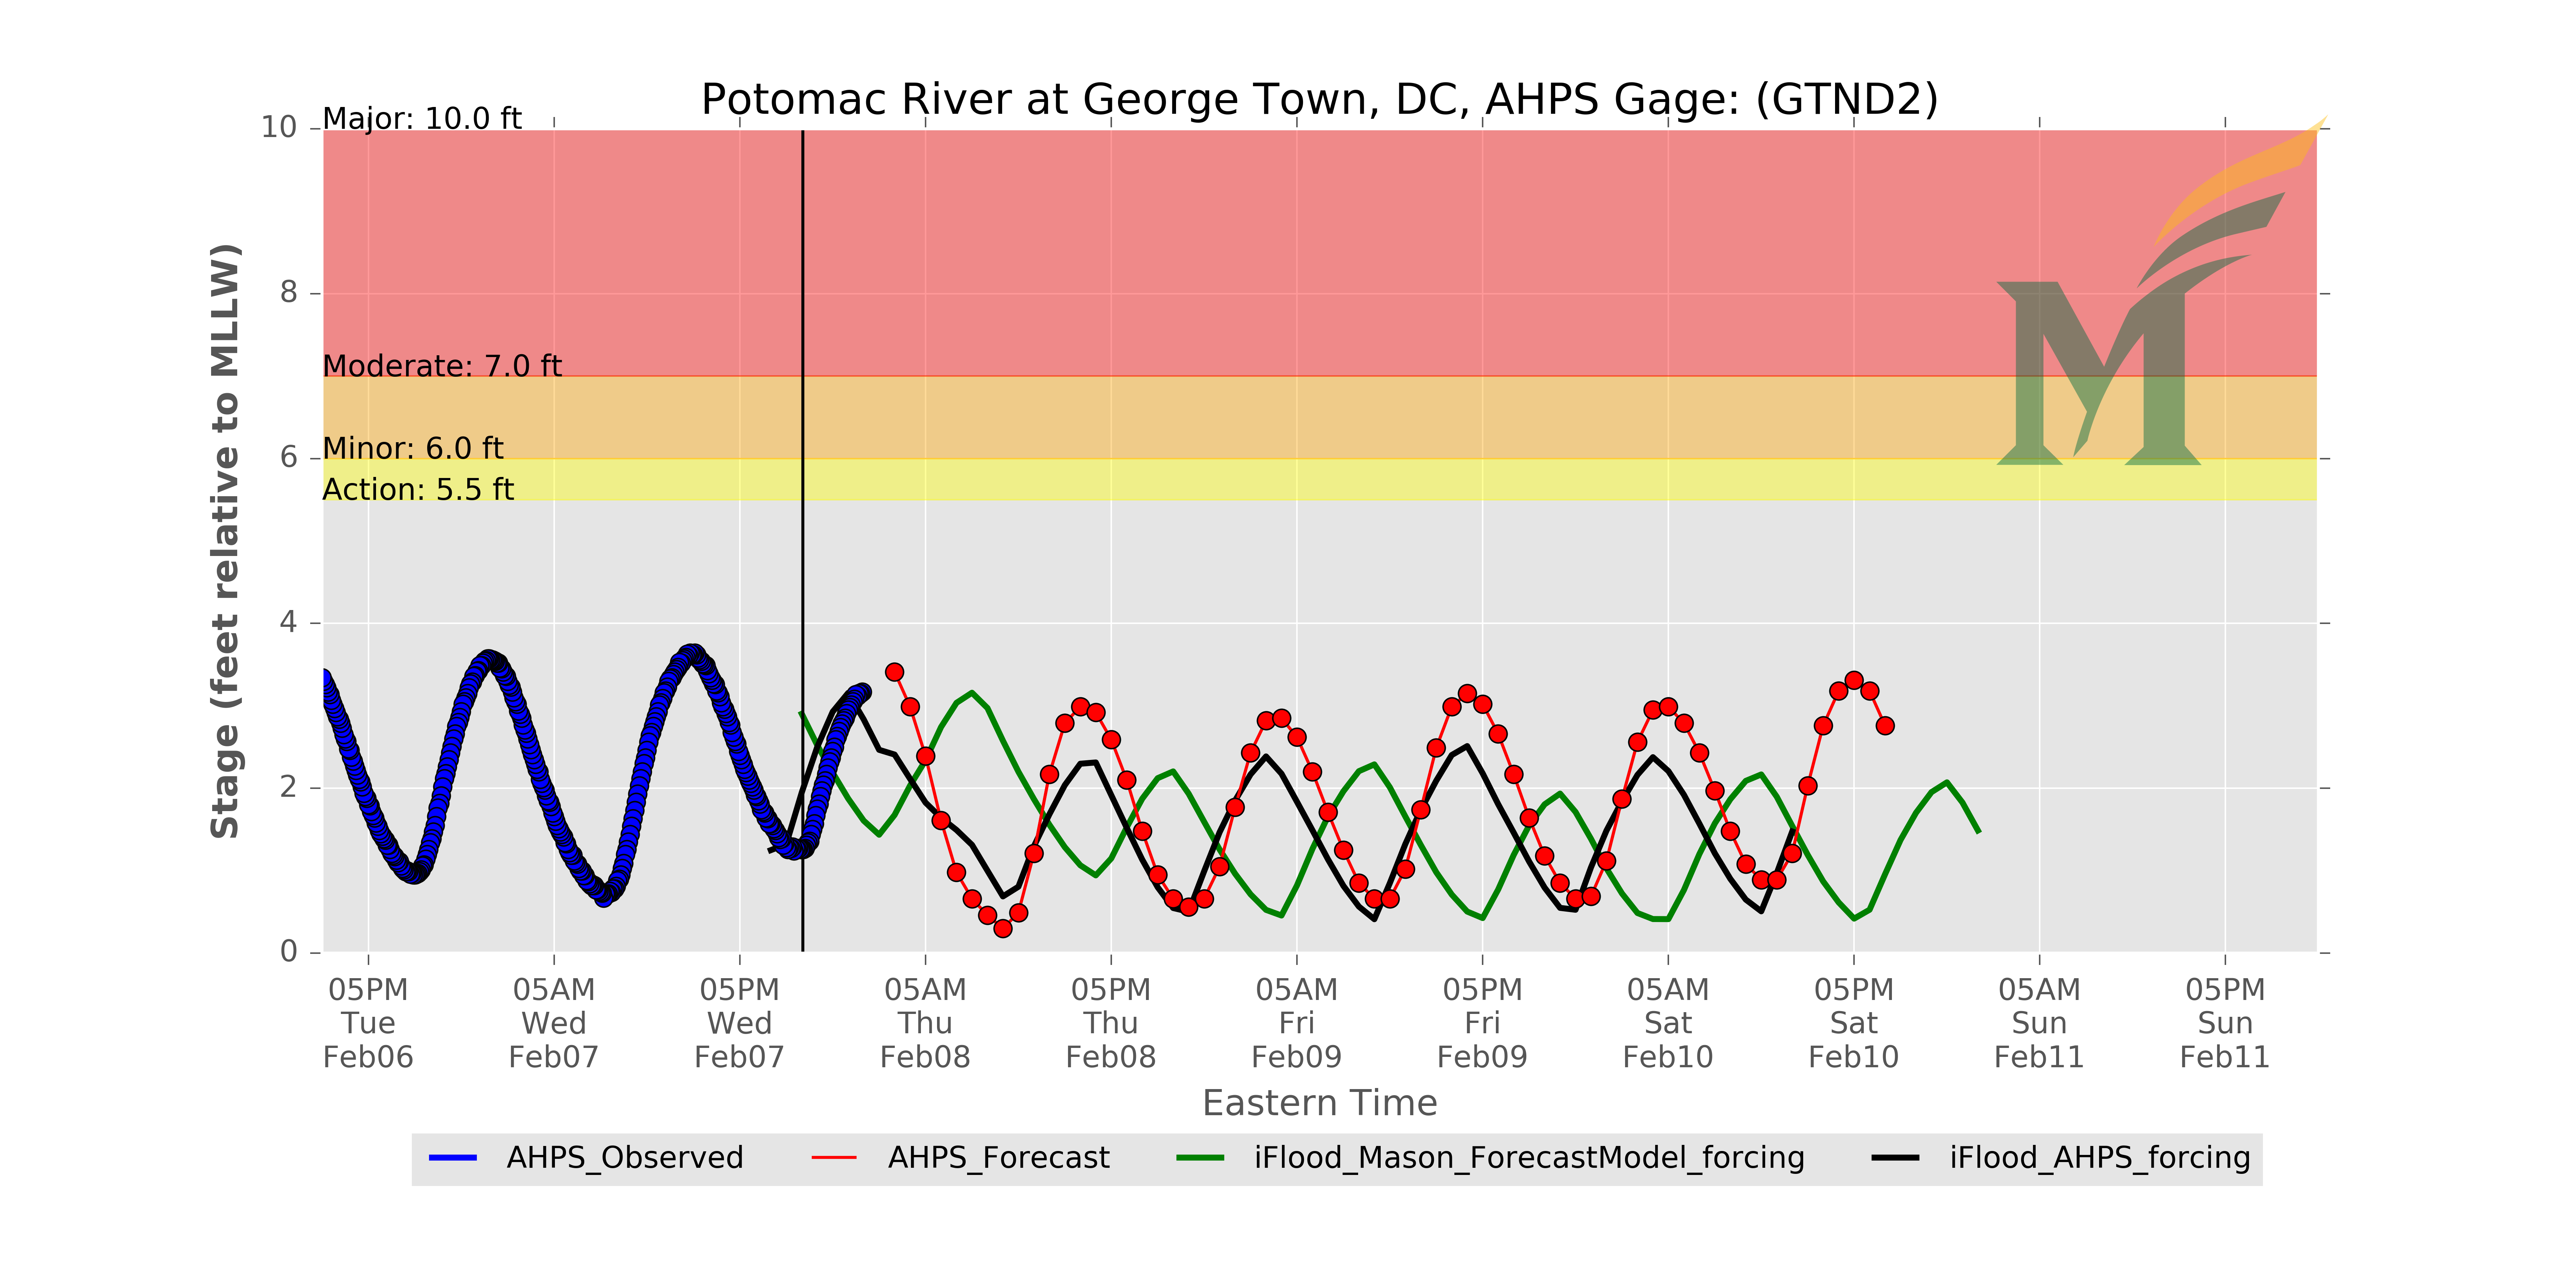 Potomac River at George Town, DC, AHPS Gage: (GTND2)
Major: 10.0 ft
Moderate: 7.0 ft
Minor: 6.0 ft
Action: 5.5 ft
10
8
6
4
2
0
Stage (feet relative to MLLW)
05PM 05AM 05PM 05AM 05PM 05AM 05PM 05AM 05PM 05AM 05PM
Tue Wed Wed Thu Thu Fri Fri Sat Sat Sun Sun
Feb06 Feb07 Feb07 Feb08 Feb08 Feb09 Feb09 Feb10 Feb10 Feb11 Feb11
Eastern Time
AHPS_Observed AHPS_Forecast iFlood_Mason_ForecastModel_forcing iFlood_AHPS_forcing
M